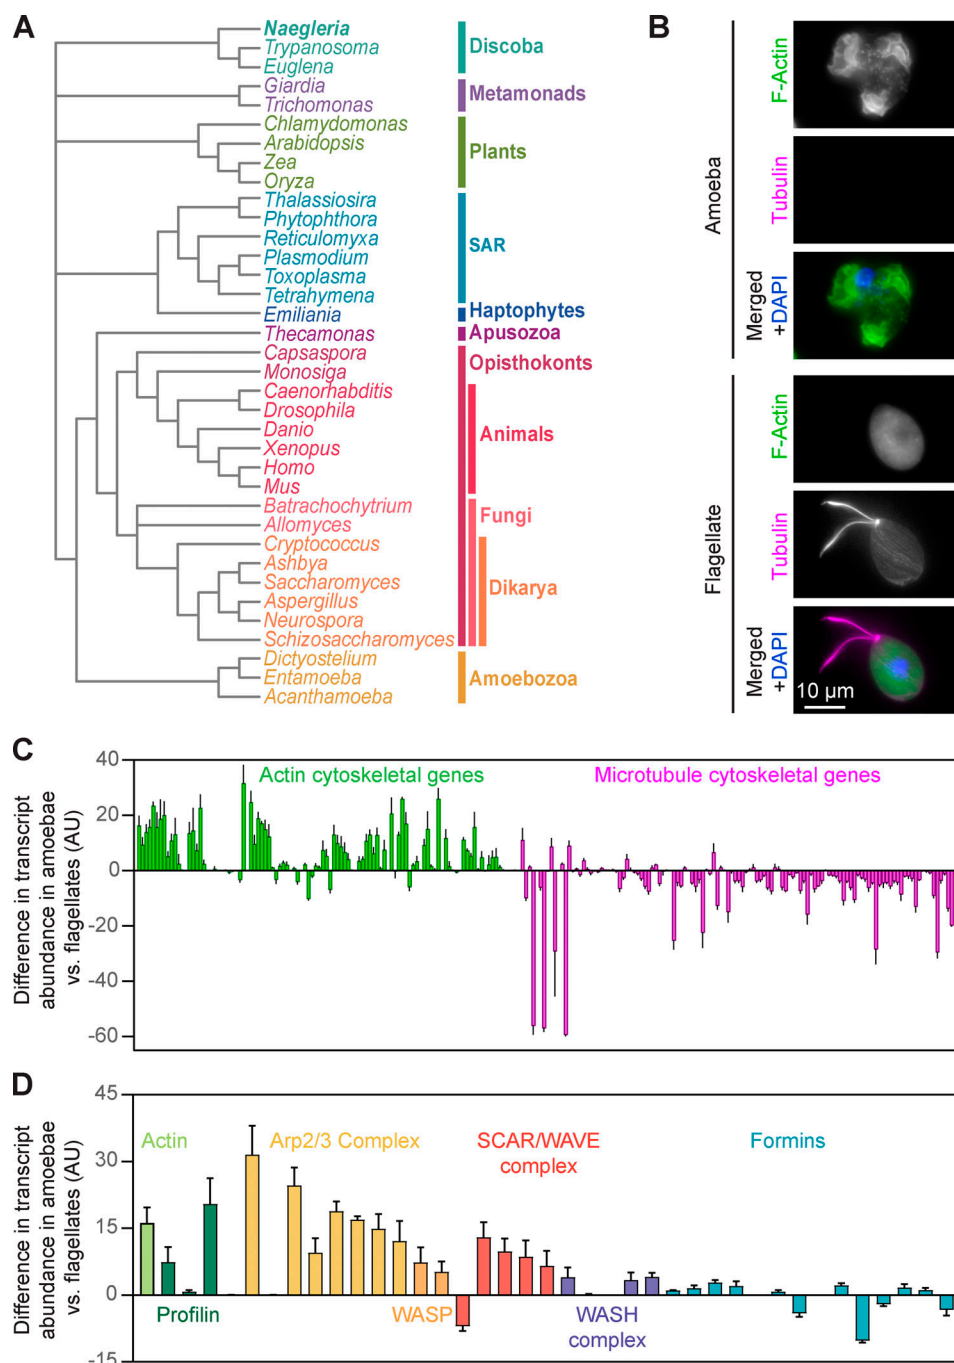 A
Naegleria
Trypanosoma
Euglena
Discoba
Giardia
Trichomonas
Metamonads
Chlamydomonas
Arabidopsis
Zea
Oryza
Plants
Thalassiosira
Phytophthora
Reticulomyxa
Plasmodium
Toxoplasma
Tetrahymena
SAR
Emiliania
Haptophytes
Thecamonas
Apusozoa
Capsaspora
Opisthokonts
Monosiga
Caenorhabditis
Drosophila
Danio
Xenopus
Homo
Mus
Animals
Batrachochytrium
Allomyces
Fungi
Cryptococcus
Ashbya
Saccharomyces
Aspergillus
Neurospora
Schizosaccharomyces
Dikarya
Dictyostelium
Entamoeba
Acanthamoeba
Amoebozoa
B
Amoeba
F-Actin
Tubulin
Merged
+DAPI
Flagellate
F-Actin
Tubulin
Merged
+DAPI
10 µm
C
Difference in transcript
abundance in amoebae
vs. flagellates (AU)
40
20
0
-20
-40
-60
Actin cytoskeletal genes
Microtubule cytoskeletal genes
D
Difference in transcript
abundance in amoebae
vs. flagellates (AU)
45
30
15
0
-15
Actin
Profilin
Arp2/3 Complex
WASP
SCAR/WAVE
complex
WASH
complex
Formins